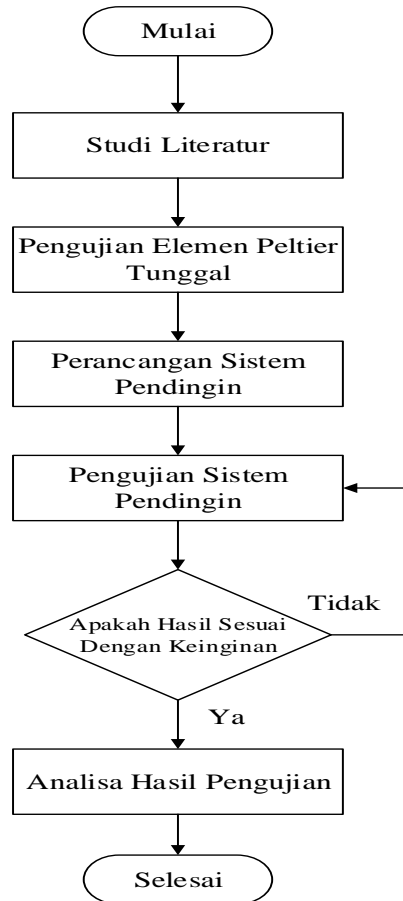 Mulai
Studi Literatur
Pengujian Elemen Peltier
Tunggal
Perancangan Sistem
Pendingin
Pengujian Sistem
Pendingin
Apakah Hasil Sesuai
Dengan Keinginan
Tidak
Ya
Analisa Hasil Pengujian
Selesai